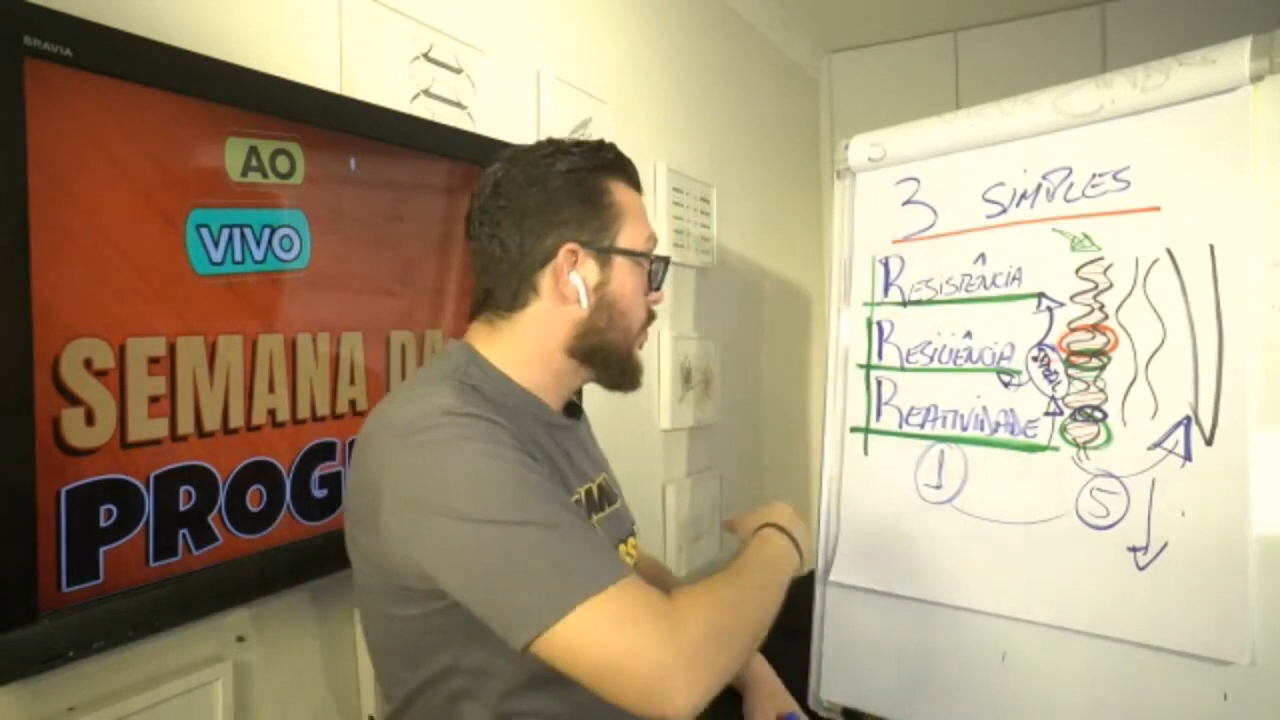 BRAVIA
AO
VIVO
SEMANA DA
PROG
3 SIMPLES
RESISTÊNCIA
RESILIÊNCIA
REATIVIDADE
1
5